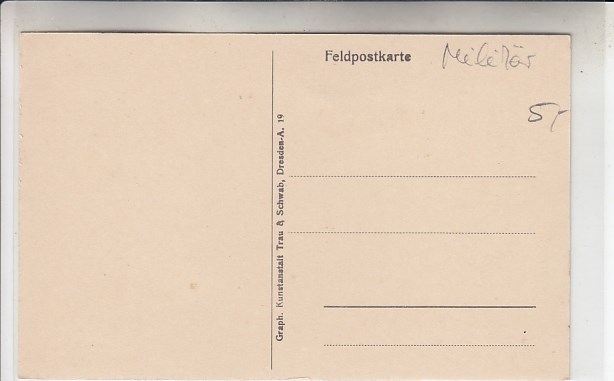 Feldpostkarte Militär
5,-
Graph. Kunstanstalt Trau & Schwab, Dresden-A. 19